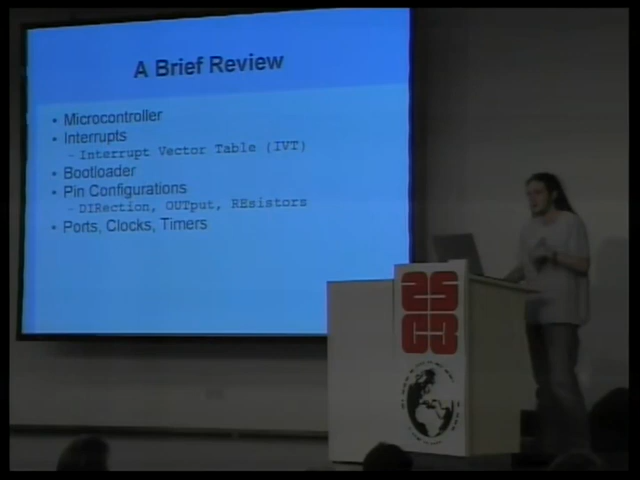 A Brief Review
• Microcontroller
• Interrupts
– Interrupt Vector Table (IVT)
• Bootloader
• Pin Configurations
– DIRection, OUTput, REsistors
• Ports, Clocks, Timers
25
C3